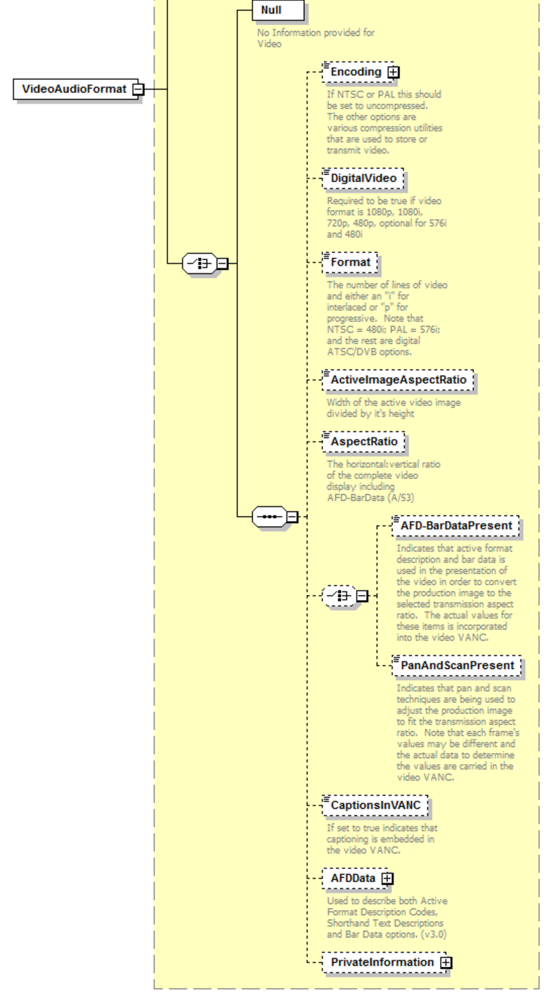 Null
No Information provided for
Video
VideoAudioFormat
Encoding
If NTSC or PAL this should
be set to uncompressed.
The other options are
various compression utilities
that are used to store or
transmit video.
DigitalVideo
Required to be true if video
format is 1080p, 1080i,
720p, 480p, optional for 576i
and 480i
Format
The number of lines of video
and either an "i" for
interlaced or "p" for
progressive.  Note that
NTSC = 480i; PAL = 576i;
and the rest are digital
ATSC/DVB options.
ActiveImageAspectRatio
Width of the active video image
divided by it's height
AspectRatio
The horizontal:vertical ratio
of the complete video
display including
AFD-BarData (A/53)
AFD-BarDataPresent
Indicates that active format
description and bar data is
used in the presentation of
the video in order to convert
the production image to the
selected transmission aspect
ratio.  The actual values for
these items is incorporated
into the video VANC.
PanAndScanPresent
Indicates that pan and scan
techniques are being used to
adjust the production image
to fit the transmission aspect
ratio.  Note that each frame's
values may be different and
the actual data to determine
the values are carried in the
video VANC.
CaptionsInVANC
If set to true indicates that
captioning is embedded in
the video VANC.
AFDData
Used to describe both Active
Format Description Codes,
Shorthand Text Descriptions
and Bar Data options. (v3.0)
PrivateInformation